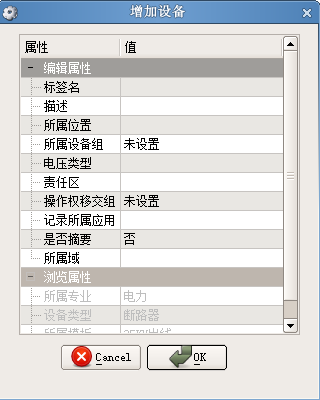 增加设备
属性 值
编辑属性
标签名
描述
所属位置
所属设备组 未设置
电压类型
责任区
操作权移交组 未设置
记录所属应用
是否摘要 否
所属域
浏览属性
所属专业 电力
设备类型 断路器
所属模板
Cancel OK